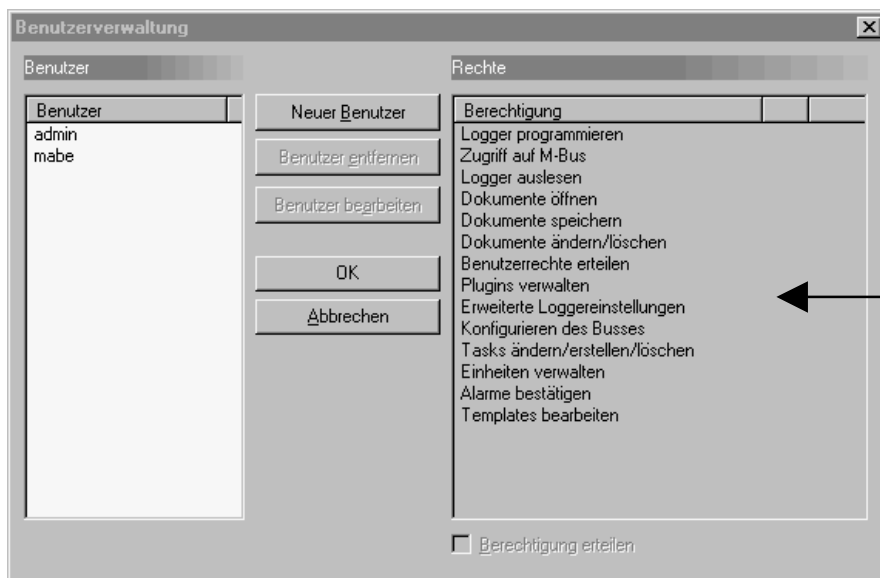 Benutzerverwaltung
Benutzer
Benutzer
admin
mabe
Neuer Benutzer
Benutzer entfernen
Benutzer bearbeiten
OK
Abbrechen
Rechte
Berechtigung
Logger programmieren
Zugriff auf M-Bus
Logger auslesen
Dokumente öffnen
Dokumente speichern
Dokumente ändern/löschen
Benutzerrechte erteilen
Plugins verwalten
Erweiterte Loggereinstellungen
Konfigurieren des Busses
Tasks ändern/erstellen/löschen
Einheiten verwalten
Alarme bestätigen
Templates bearbeiten
Berechtigung erteilen